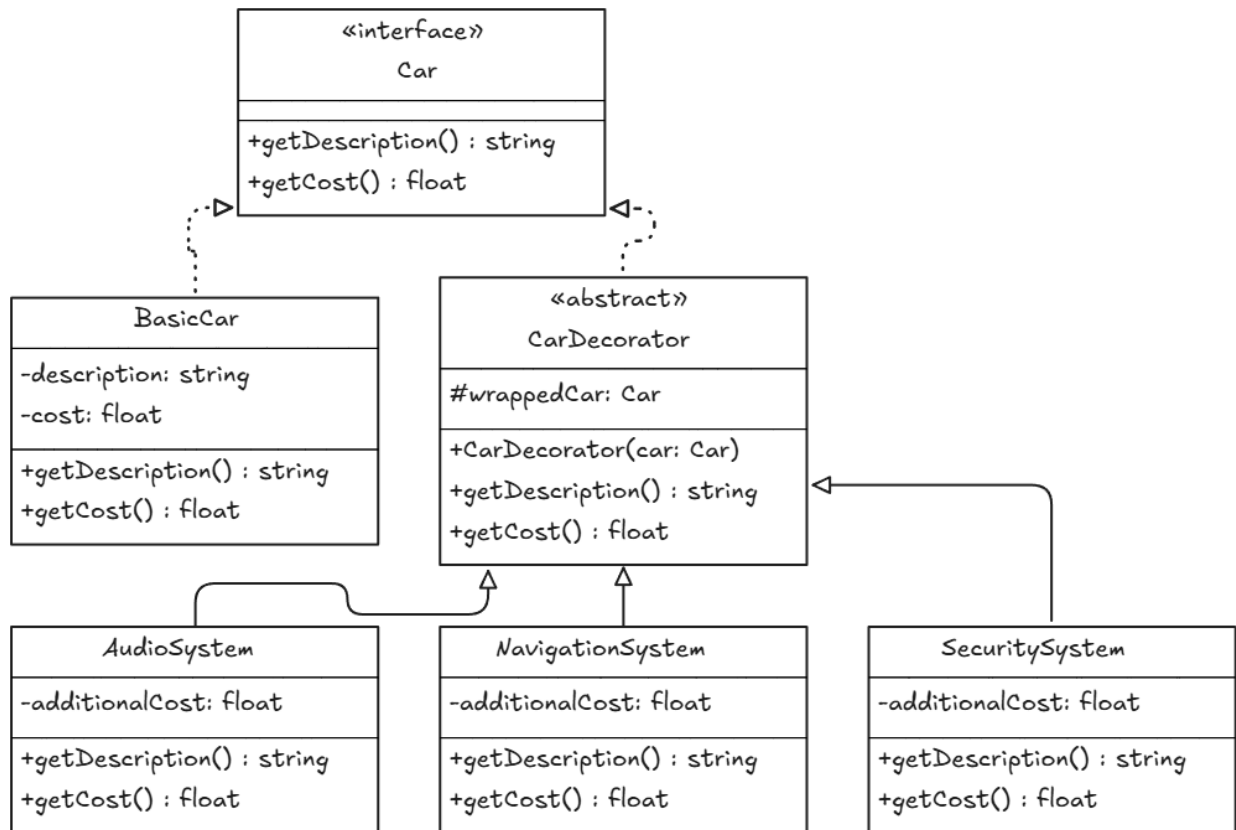 «interface»
Car
+getDescription() : string
+getCost() : float
BasicCar
-description: string
-cost: float
+getDescription() : string
+getCost() : float
«abstract»
CarDecorator
#wrappedCar: Car
+CarDecorator(car: Car)
+getDescription() : string
+getCost() : float
AudioSystem
-additionalCost: float
+getDescription() : string
+getCost() : float
NavigationSystem
-additionalCost: float
+getDescription() : string
+getCost() : float
SecuritySystem
-additionalCost: float
+getDescription() : string
+getCost() : float